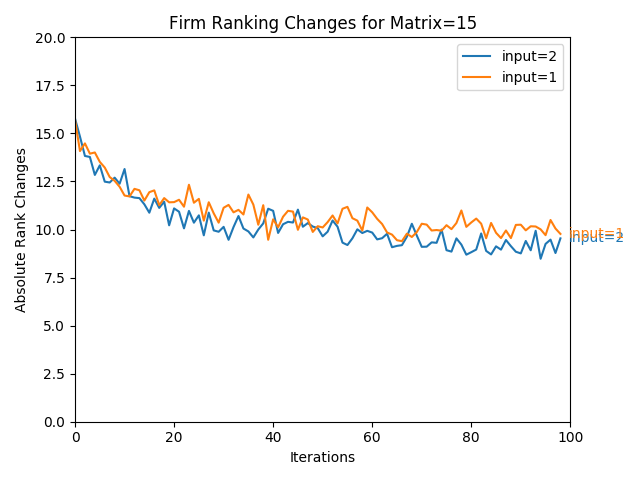 Firm Ranking Changes for Matrix=15
20.0
17.5
15.0
12.5
10.0
7.5
5.0
2.5
0.0
Absolute Rank Changes
input=2
input=1
input=1
input=2
0 20 40 60 80 100
Iterations